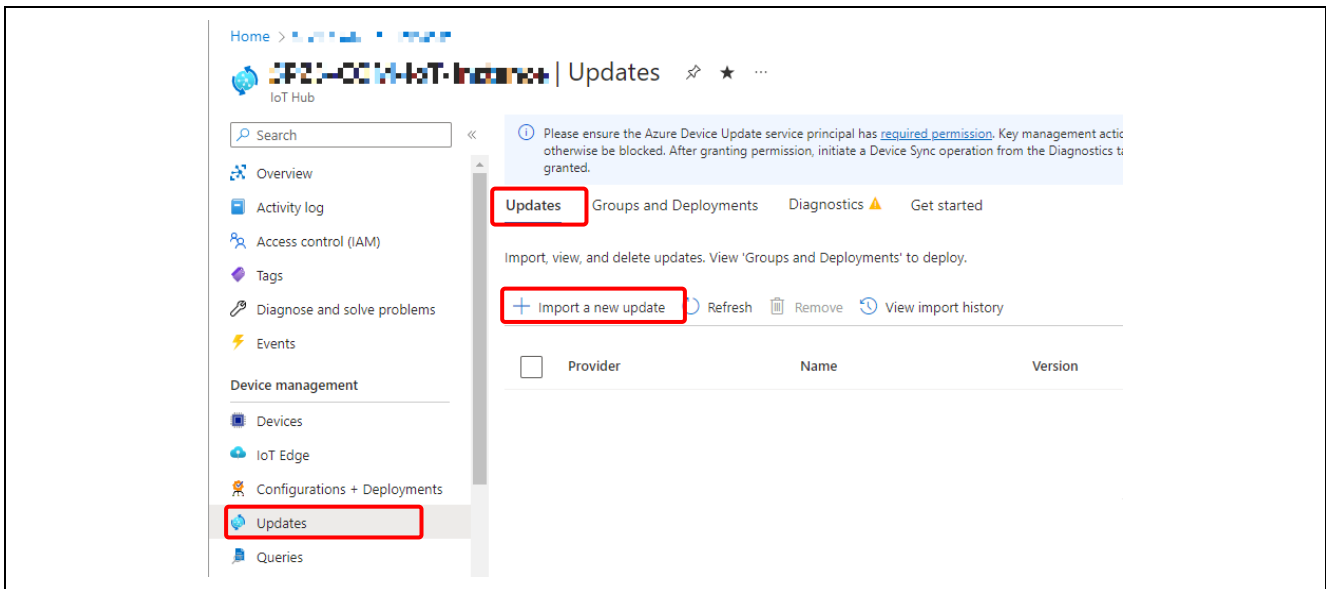 Home >
| Updates
IoT Hub
Search
Please ensure the Azure Device Update service principal has required permission. Key management actic
otherwise be blocked. After granting permission, initiate a Device Sync operation from the Diagnostics ta
granted.
Overview
Activity log
Access control (IAM)
Tags
Diagnose and solve problems
Events
Device management
Devices
IoT Edge
Configurations + Deployments
Updates
Queries
Updates Groups and Deployments Diagnostics Get started
Import, view, and delete updates. View 'Groups and Deployments' to deploy.
Import a new update Refresh Remove View import history
Provider Name Version